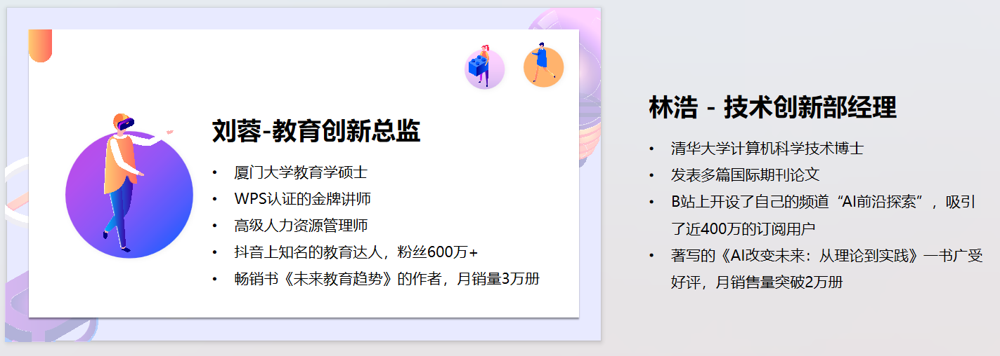 刘蓉-教育创新总监
• 厦门大学教育学硕士
• WPS认证的金牌讲师
• 高级人力资源管理师
• 抖音上知名的教育达人，粉丝600万+
• 畅销书《未来教育趋势》的作者，月销量3万册
林浩 - 技术创新部经理
• 清华大学计算机科学技术博士
• 发表多篇国际期刊论文
• B站上开设了自己的频道“AI前沿探索”，吸引
了近400万的订阅用户
• 著写的《AI改变未来：从理论到实践》一书广受
好评，月销售量突破2万册